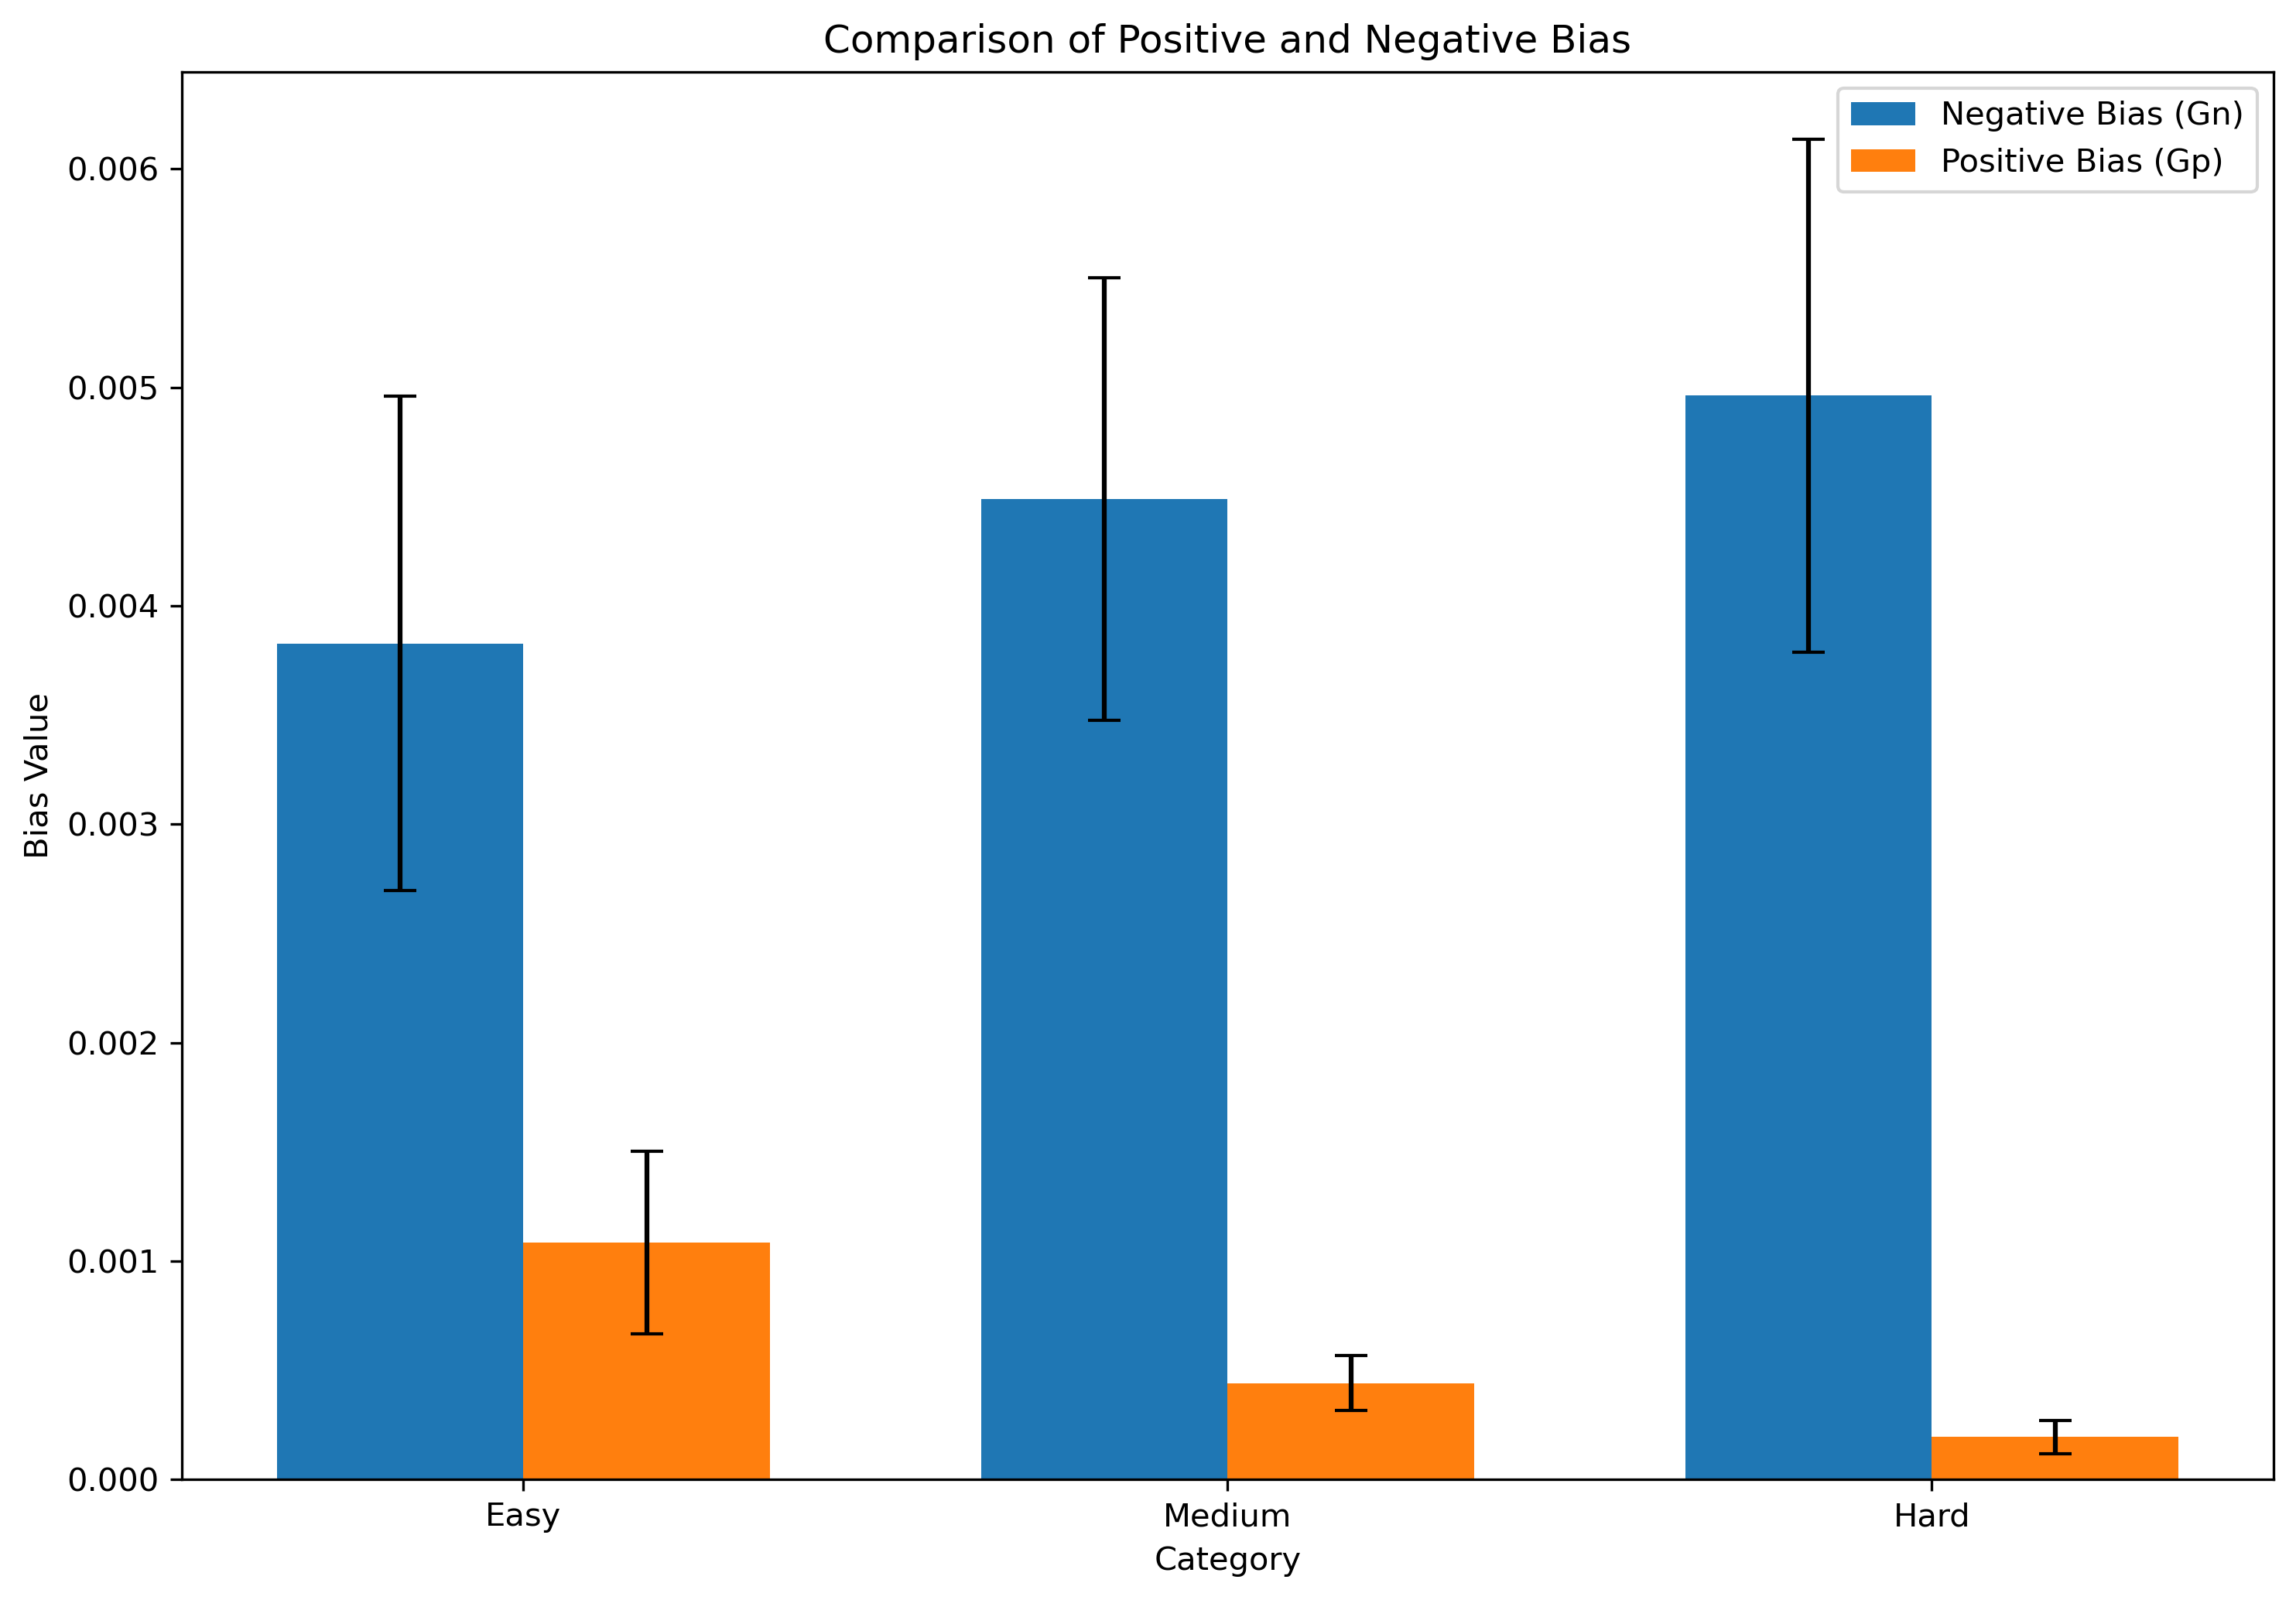 Comparison of Positive and Negative Bias
Negative Bias (Gn)
Positive Bias (Gp)
Bias Value
0.006
0.005
0.004
0.003
0.002
0.001
0.000
Easy
Medium
Hard
Category